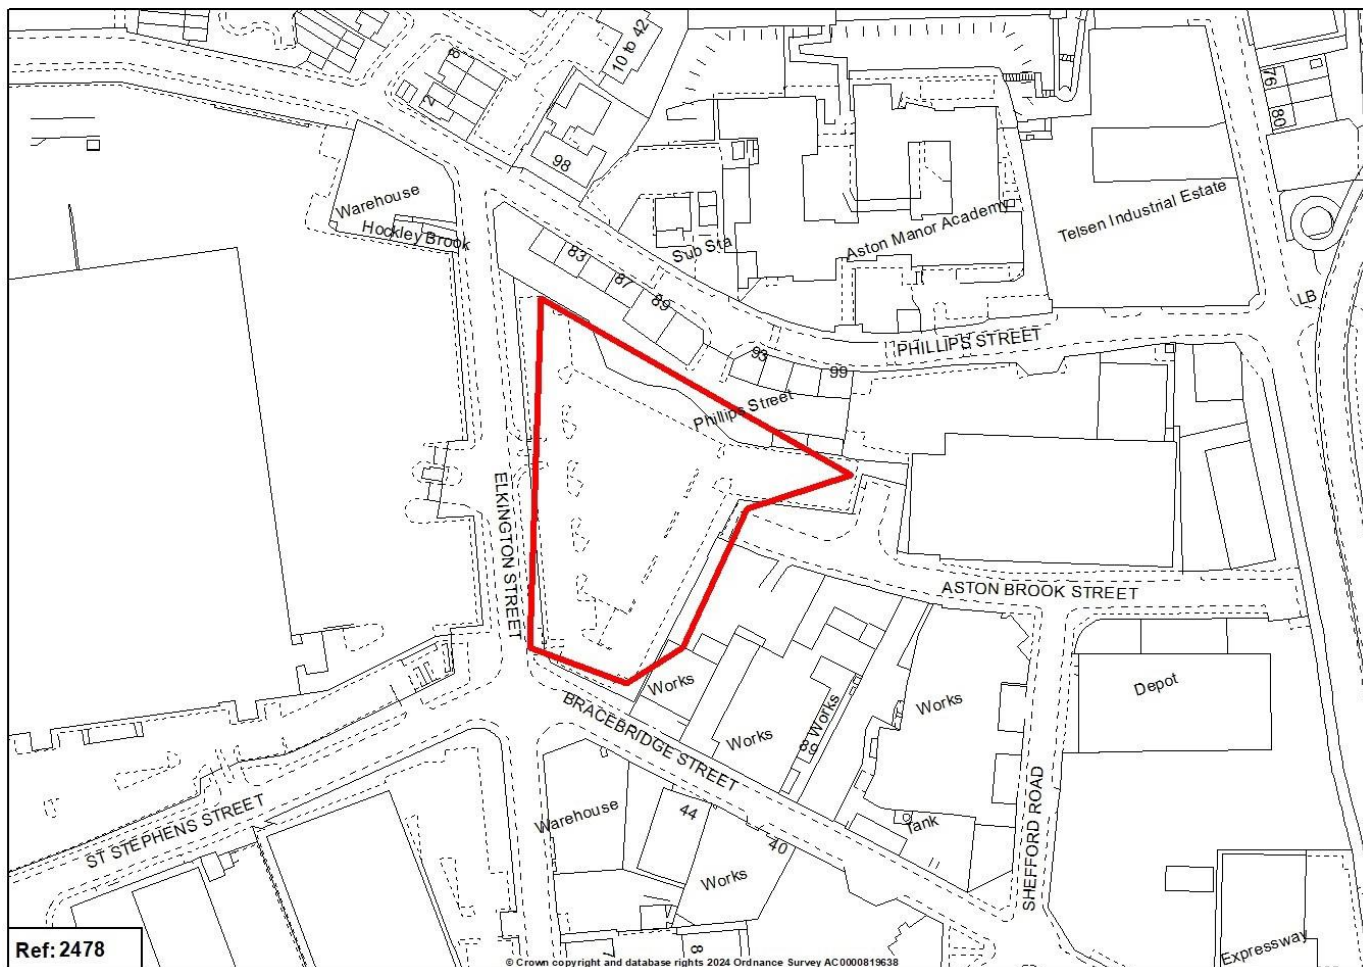 10 to 42
8
2
76
80
98
Warehouse
Hockley Brook
Sub Sta
Aston Manor Academy
Telsen Industrial Estate
83
87
89
LB
PHILLIPS STREET
93
99
Phillips Street
ELKINGTON STREET
ASTON BROOK STREET
Works
Works
Works
89
Works
Depot
BRACEBRIDGE STREET
ST STEPHENS STREET
Warehouse
44
40
Tank
SHEFFORD ROAD
Works
8
Expressway
Ref: 2478
© Crown copyright and database rights 2024 Ordnance Survey AC0000819638